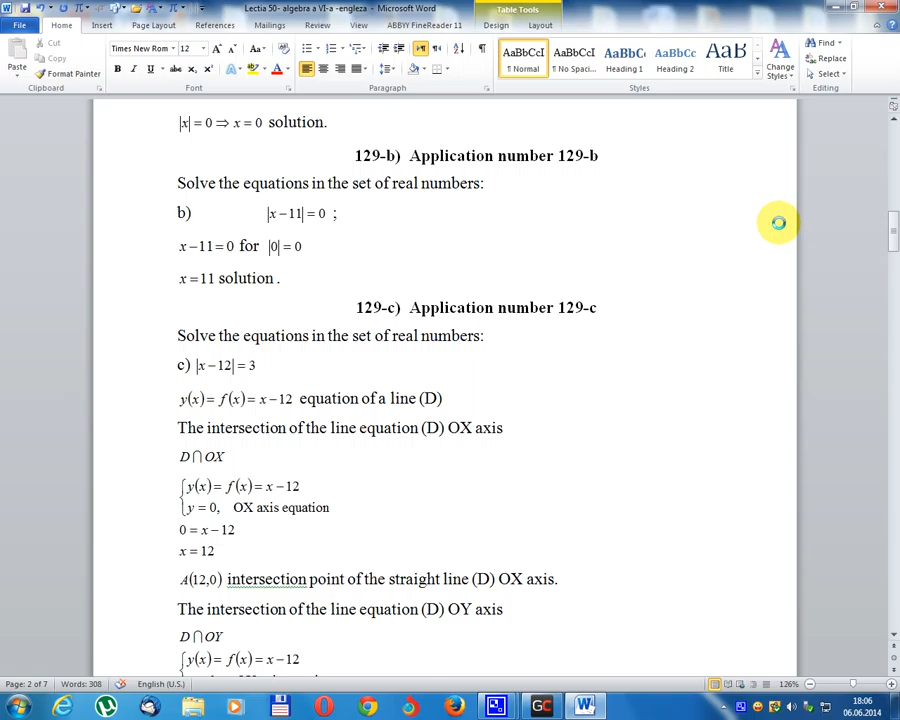 Lectia 50- algebra a VI-a -engleza - Microsoft Word
Table Tools
File Home Insert Page Layout References Mailings Review View ABBYY FineReader 11 Design Layout
Paste
Cut
Copy
Format Painter
Clipboard
Times New Rom 12
Font
Paragraph
AaBbCcI AaBbCcI AaBbC AaBbCc AaB
¶ Normal ¶ No Spaci... Heading 1 Heading 2 Title
Change Styles
Styles
Find
Replace
Select
Editing
|x| = 0 ⇒ x = 0 solution.
129-b) Application number 129-b
Solve the equations in the set of real numbers:
b) |x−11| = 0 ;
x−11 = 0 for |0| = 0
x = 11 solution .
129-c) Application number 129-c
Solve the equations in the set of real numbers:
c) |x−12| = 3
y(x) = f(x) = x−12 equation of a line (D)
The intersection of the line equation (D) OX axis
D⋂OX
{y(x) = f(x) = x−12
y = 0, OX axis equation
0 = x−12
x = 12
A(12,0) intersection point of the straight line (D) OX axis.
The intersection of the line equation (D) OY axis
D⋂OY
{y(x) = f(x) = x−12
Page: 2 of 7 Words: 308 English (U.S.) 126%
18:06
06.06.2014